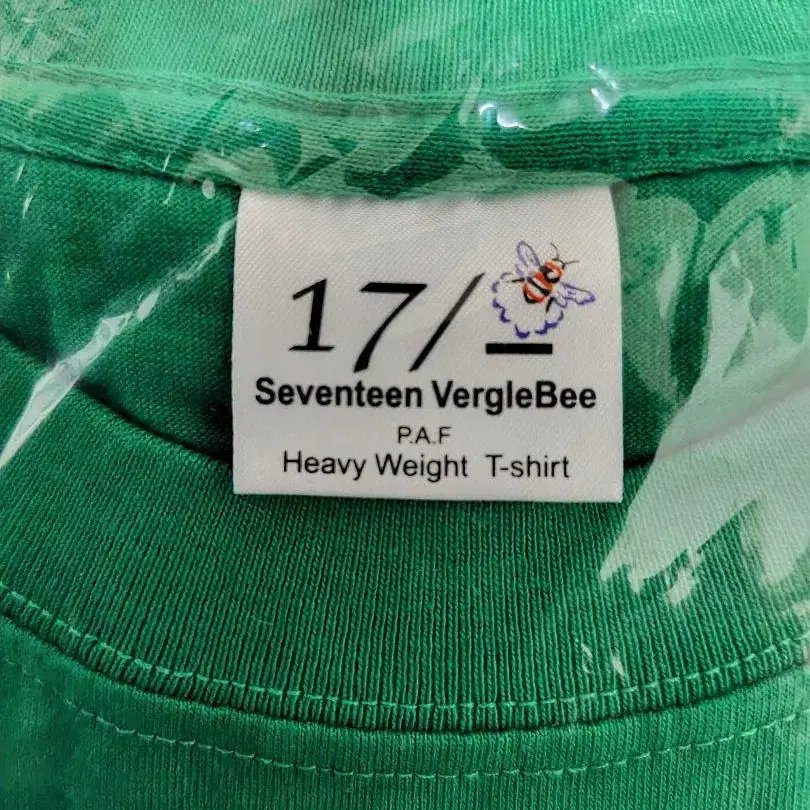 17/_
Seventeen VergleBee
P.A.F
Heavy Weight T-shirt